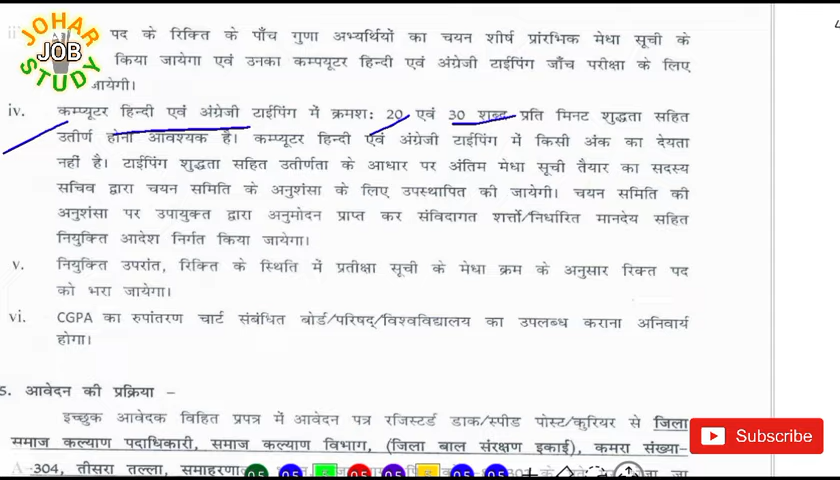 JOHAR
JOB
STUDY
पद के रिक्ति के पाँच गुणा अभ्यर्थियों का चयन शीर्ष प्रांरभिक मेधा सूची के
किया जायेगा एवं उनका कम्पयूटर हिन्दी एवं अंग्रेजी टाईपिंग जाँच परीक्षा के लिए
जायेगी।
iv. कम्प्यूटर हिन्दी एवं अंग्रेजी टाईपिंग में क्रमशः 20 एवं 30 शब्द प्रति मिनट शुद्धता सहित
उतीर्ण होना आवश्यक है। कम्प्यूटर हिन्दी एवं अंग्रेजी टाईपिंग में किसी अंक का देयता
नहीं है। टाईपिंग शुद्धता सहित उतीर्णता के आधार पर अंतिम मेधा सूची तैयार का सदस्य
सचिव द्वारा चयन समिति के अनुशंसा के लिए उपस्थापित की जायेगी। चयन समिति की
अनुशंसा पर उपायुक्त द्वारा अनुमोदन प्राप्त कर संविदागत शर्त्तो/निर्धारित मानदेय सहित
नियुक्ति आदेश निर्गत किया जायेगा।
v. नियुक्ति उपरांत, रिक्ति के स्थिति में प्रतीक्षा सूची के मेधा क्रम के अनुसार रिक्त पद
को भरा जायेगा।
vi. CGPA का रुपांतरण चार्ट संबंधित बोर्ड/परिषद्/विश्वविद्यालय का उपलब्ध कराना अनिवार्य
होगा।
5. आवेदन की प्रक्रिया –
इच्छुक आवेदक विहित प्रपत्र में आवेदन पत्र रजिस्टर्ड डाक/स्पीड पोस्ट/कुरियर से जिला
समाज कल्याण पदाधिकारी, समाज कल्याण विभाग, (जिला बाल संरक्षण इकाई), कमरा संख्या–
A-304, तीसरा तल्ला,
Subscribe